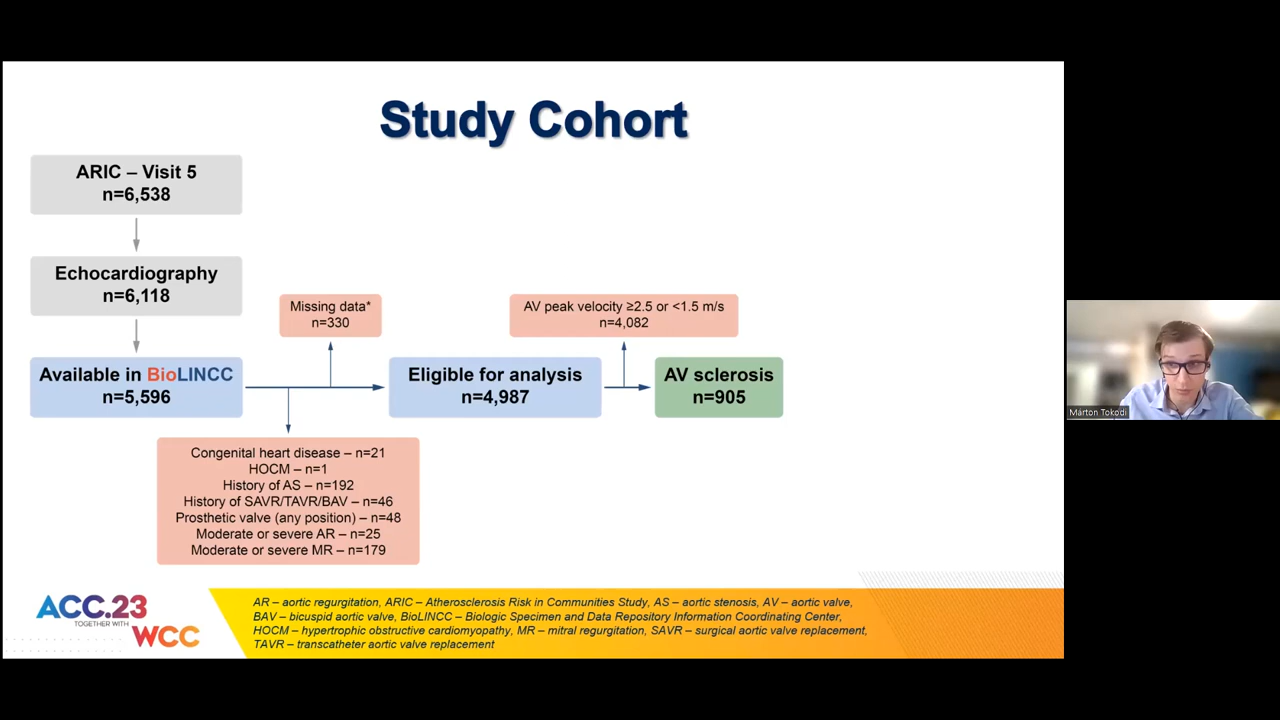 Study Cohort
ARIC – Visit 5
n=6,538
Echocardiography
n=6,118
Missing data*
n=330
AV peak velocity ≥2.5 or <1.5 m/s
n=4,082
Available in BioLINCC
n=5,596
Eligible for analysis
n=4,987
AV sclerosis
n=905
Congenital heart disease – n=21
HOCM – n=1
History of AS – n=192
History of SAVR/TAVR/BAV – n=46
Prosthetic valve (any position) – n=48
Moderate or severe AR – n=25
Moderate or severe MR – n=179
Márton Tokodi
ACC.23
TOGETHER WITH
WCC
AR – aortic regurgitation, ARIC – Atherosclerosis Risk in Communities Study, AS – aortic stenosis, AV – aortic valve,
BAV – bicuspid aortic valve, BioLINCC – Biologic Specimen and Data Repository Information Coordinating Center,
HOCM – hypertrophic obstructive cardiomyopathy, MR – mitral regurgitation, SAVR – surgical aortic valve replacement,
TAVR – transcatheter aortic valve replacement